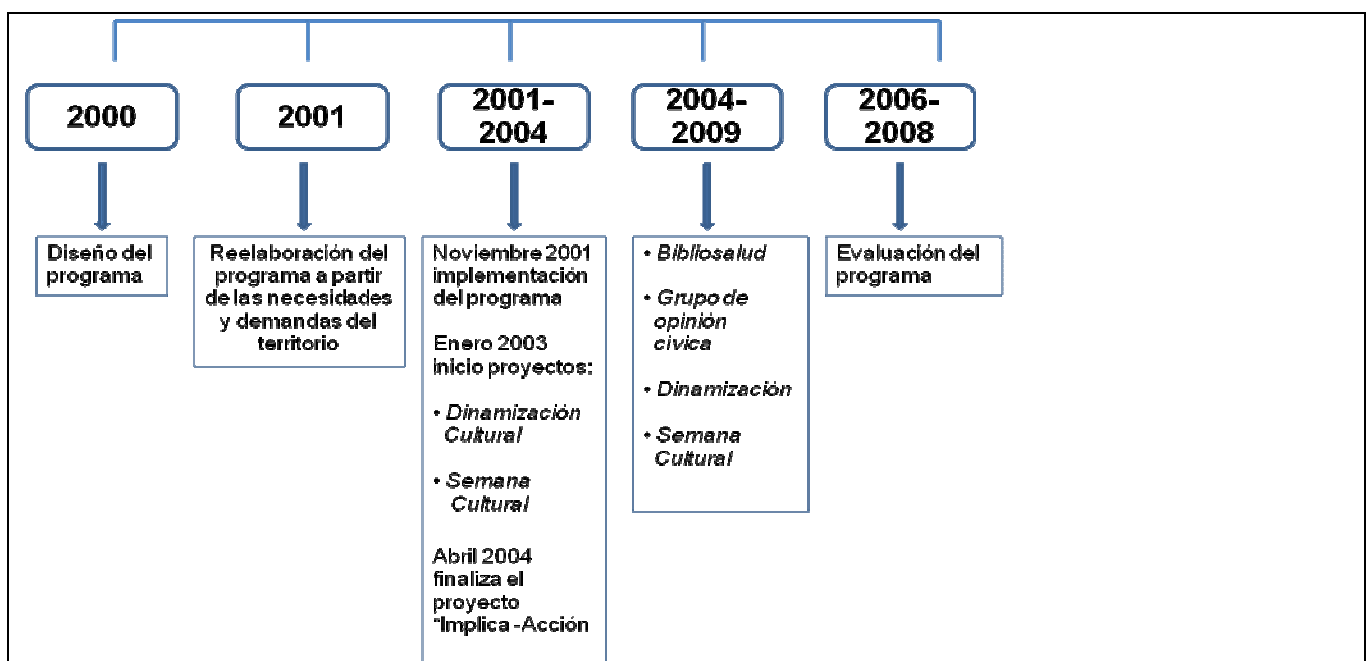 2000
Diseño del
programa
2001
Reelaboración del
programa a partir
de las necesidades
y demandas del
territorio
2001-
2004
Noviembre 2001
implementación
del programa
Enero 2003
inicio proyectos:
• Dinamización
Cultural
• Semana
Cultural
Abril 2004
finaliza el
proyecto
"Implica-Acción
2004-
2009
• Bibliosalud
• Grupo de
opinión
cívica
• Dinamización
• Semana
Cultural
2006-
2008
Evaluación del
programa